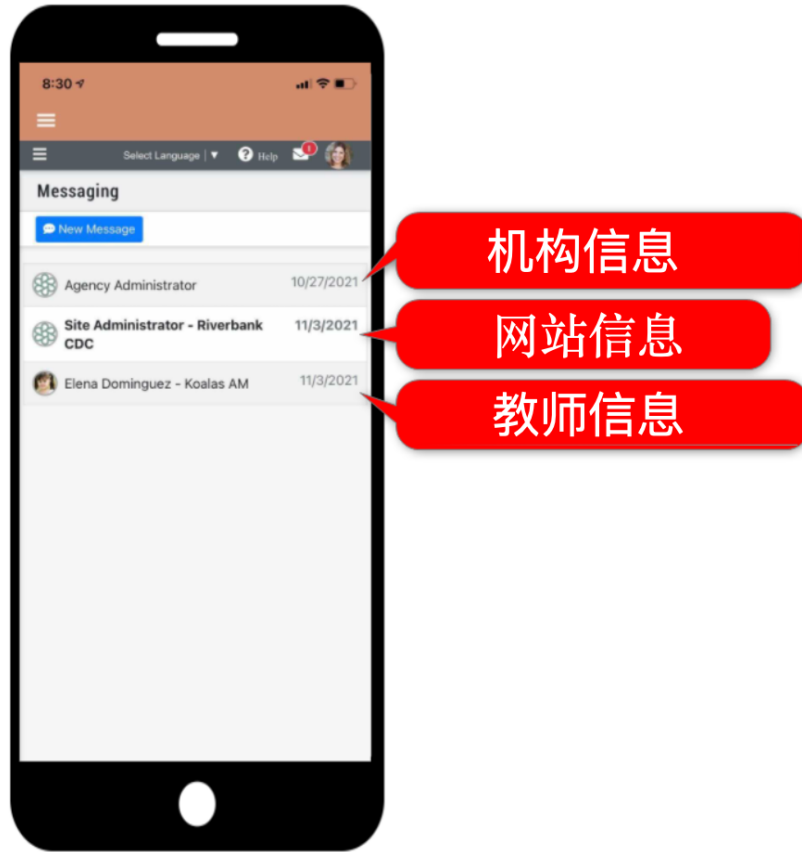 8:30
Select Language | ▼ ? Help 1
Messaging
New Message
Agency Administrator 10/27/2021
机构信息
Site Administrator - Riverbank
CDC
11/3/2021
网站信息
Elena Dominguez - Koalas AM 11/3/2021
教师信息